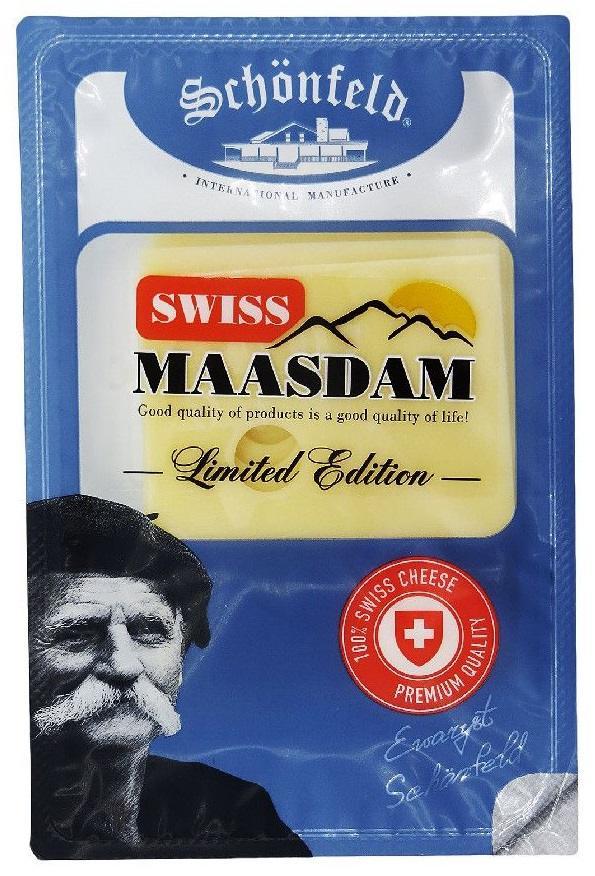 Schönfeld®
• INTERNATIONAL MANUFACTURE •
SWISS
MAASDAM
Good quality of products is a good quality of life!
Limited Edition
100% SWISS CHEESE
PREMIUM QUALITY
Ewarzst
Schönfeld